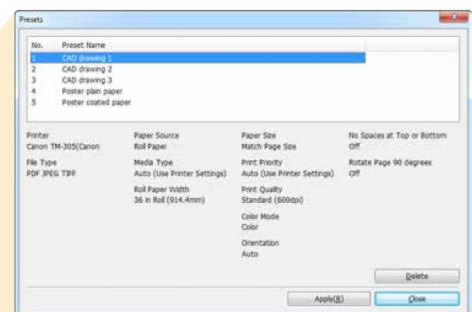 Presets
No. Preset Name
1 CAD drawing 1
2 CAD drawing 2
3 CAD drawing 3
4 Poster plain paper
5 Poster coated paper
Printer Paper Source Paper Size No Spaces at Top or Bottom
Canon TM-305(Canon Roll Paper Match Page Size Off
File Type Media Type Print Priority Rotate Page 90 degrees
PDF JPEG TIFF Auto (Use Printer Settings) Auto (Use Printer Settings) Off
Roll Paper Width Print Quality
36 in Roll (914.4mm) Standard (600dpi)
Color Mode
Color
Orientation
Auto
Delete
Apply(B) Close